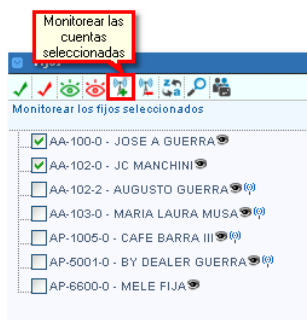 Monitorear las
cuentas
seleccionadas
Fijos
Monitorear los fijos seleccionados
AA-100-0 - JOSE A GUERRA
AA-102-0 - JC MANCHINI
AA-102-2 - AUGUSTO GUERRA
AA-103-0 - MARIA LAURA MUSA
AP-1005-0 - CAFE BARRA III
AP-5001-0 - BY DEALER GUERRA
AP-6600-0 - MELE FIJA